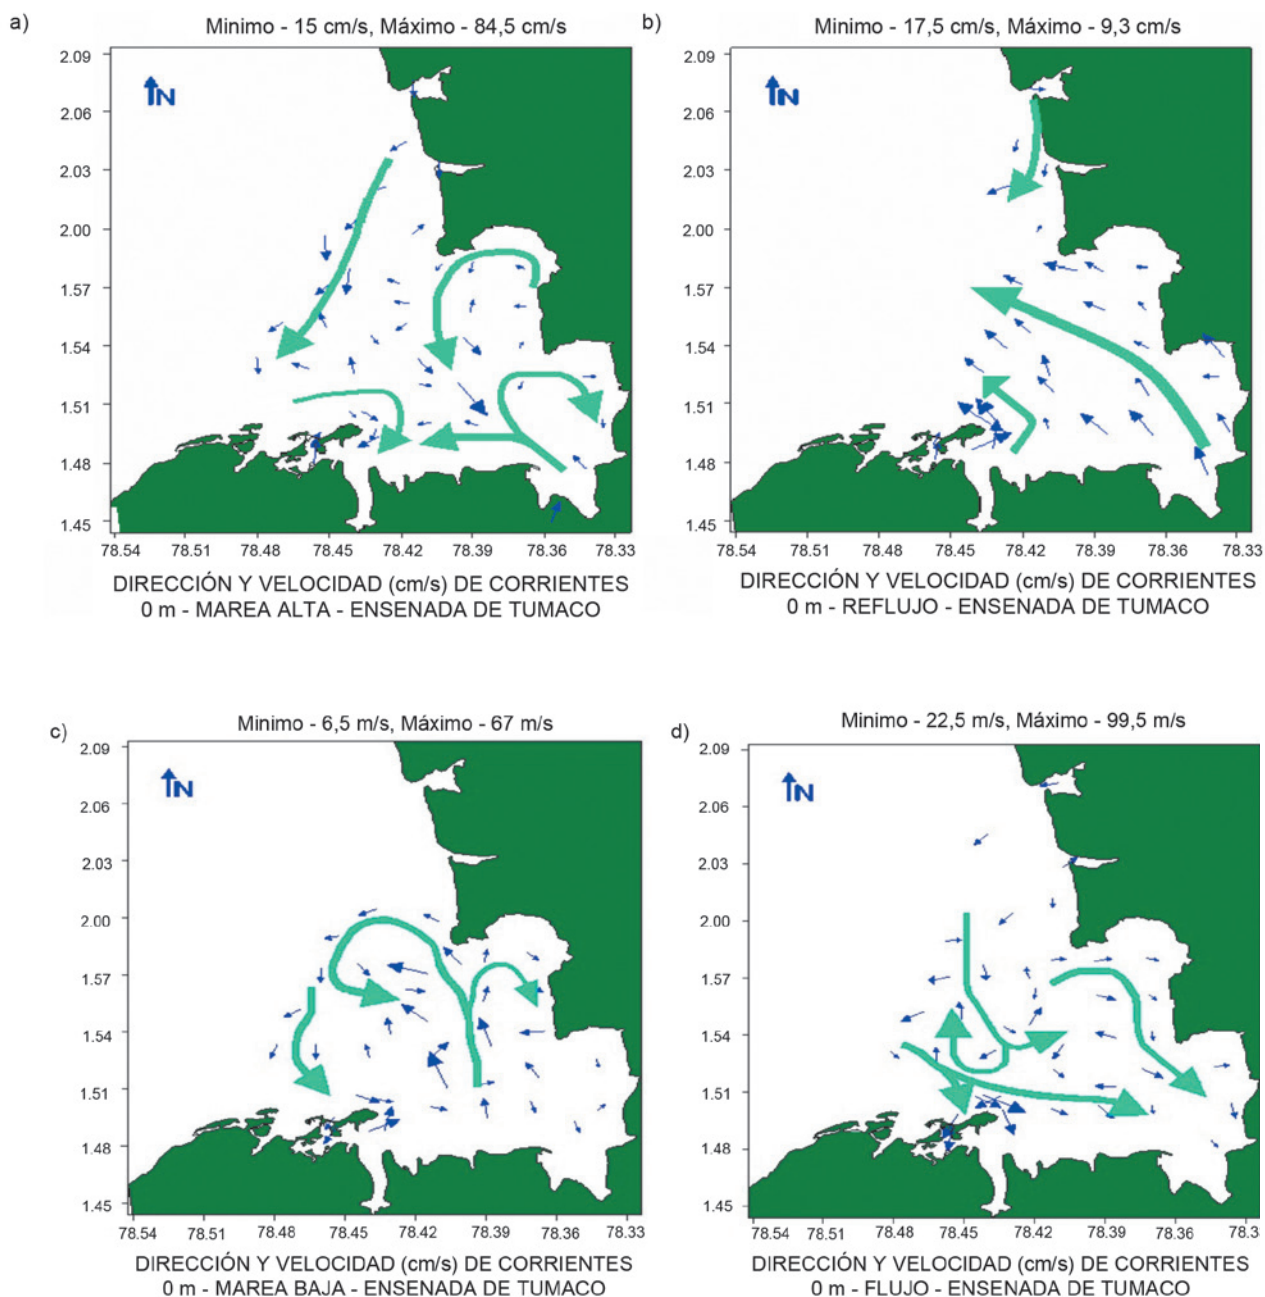 a)
Minimo - 15 cm/s, Máximo - 84,5 cm/s
2.09
2.06
2.03
2.00
1.57
1.54
1.51
1.48
1.45
N
78.54 78.51 78.48 78.45 78.42 78.39 78.36 78.33
DIRECCIÓN Y VELOCIDAD (cm/s) DE CORRIENTES
0 m - MAREA ALTA - ENSENADA DE TUMACO
b)
Minimo - 17,5 cm/s, Máximo - 9,3 cm/s
2.09
2.06
2.03
2.00
1.57
1.54
1.51
1.48
1.45
N
78.54 78.51 78.48 78.45 78.42 78.39 78.36 78.33
DIRECCIÓN Y VELOCIDAD (cm/s) DE CORRIENTES
0 m - REFLUJO - ENSENADA DE TUMACO
c)
Minimo - 6,5 m/s, Máximo - 67 m/s
2.09
2.06
2.03
2.00
1.57
1.54
1.51
1.48
1.45
N
78.54 78.51 78.48 78.45 78.42 78.39 78.36 78.33
DIRECCIÓN Y VELOCIDAD (cm/s) DE CORRIENTES
0 m - MAREA BAJA - ENSENADA DE TUMACO
d)
Minimo - 22,5 m/s, Máximo - 99,5 m/s
2.09
2.06
2.03
2.00
1.57
1.54
1.51
1.48
1.45
N
78.54 78.51 78.48 78.45 78.42 78.39 78.36 78.3
DIRECCIÓN Y VELOCIDAD (cm/s) DE CORRIENTES
0 m - FLUJO - ENSENADA DE TUMACO